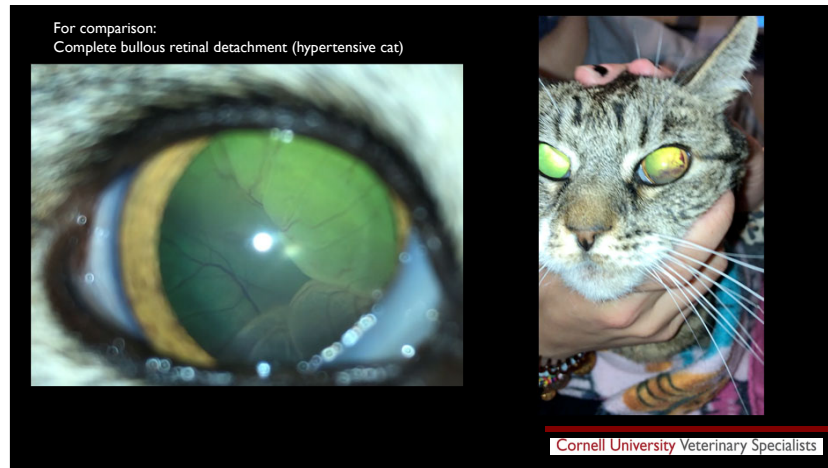 For comparison:
Complete bullous retinal detachment (hypertensive cat)
Cornell University Veterinary Specialists